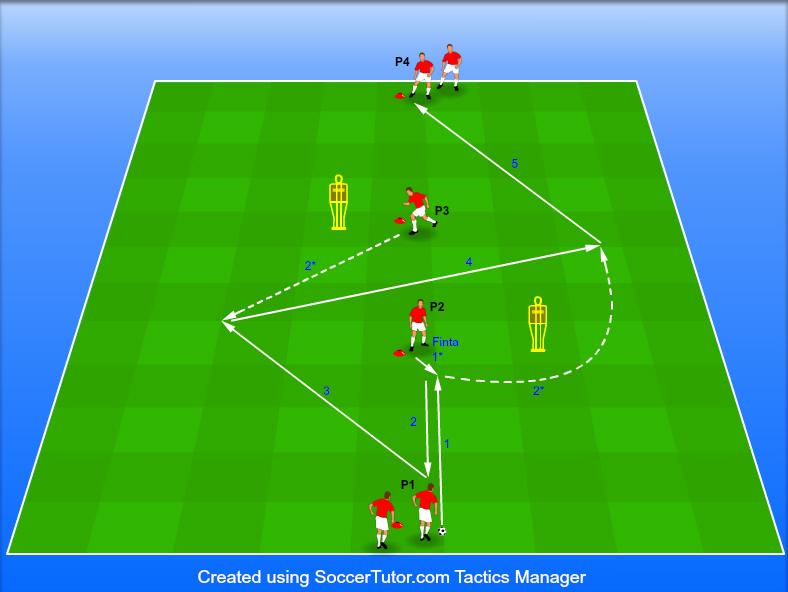 P4
5
P3
2*
4
P2
Finta
1*
3
2*
2
1
P1
Created using SoccerTutor.com Tactics Manager